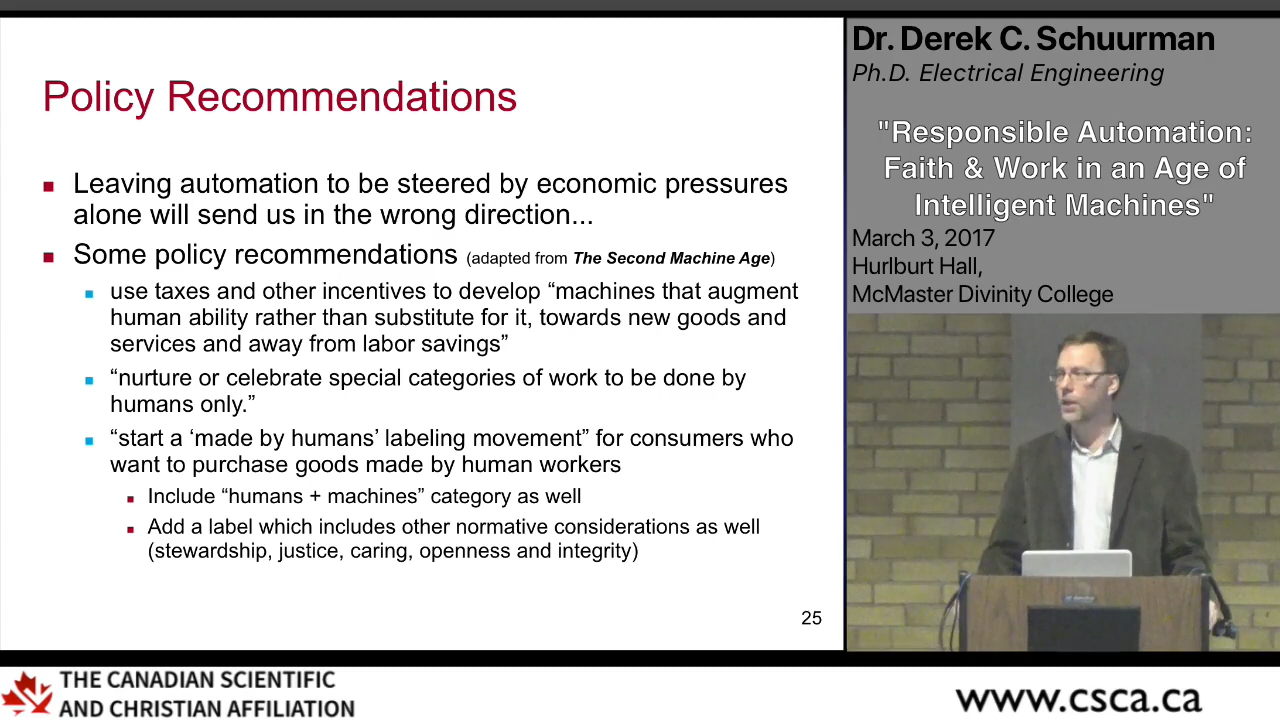 Policy Recommendations
■ Leaving automation to be steered by economic pressures
alone will send us in the wrong direction...
■ Some policy recommendations (adapted from The Second Machine Age)
■ use taxes and other incentives to develop “machines that augment
human ability rather than substitute for it, towards new goods and
services and away from labor savings”
■ “nurture or celebrate special categories of work to be done by
humans only.”
■ “start a ‘made by humans’ labeling movement” for consumers who
want to purchase goods made by human workers
■ Include “humans + machines” category as well
■ Add a label which includes other normative considerations as well
(stewardship, justice, caring, openness and integrity)
25
Dr. Derek C. Schuurman
Ph.D. Electrical Engineering
"Responsible Automation:
Faith & Work in an Age of
Intelligent Machines"
March 3, 2017
Hurlburt Hall,
McMaster Divinity College
THE CANADIAN SCIENTIFIC
AND CHRISTIAN AFFILIATION
www.csca.ca